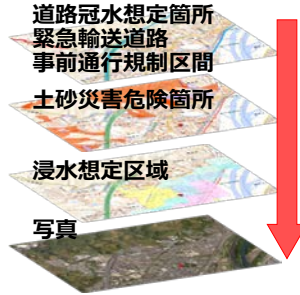 道路冠水想定箇所
緊急輸送道路
事前通行規制区間
土砂災害危険箇所
浸水想定区域
写真